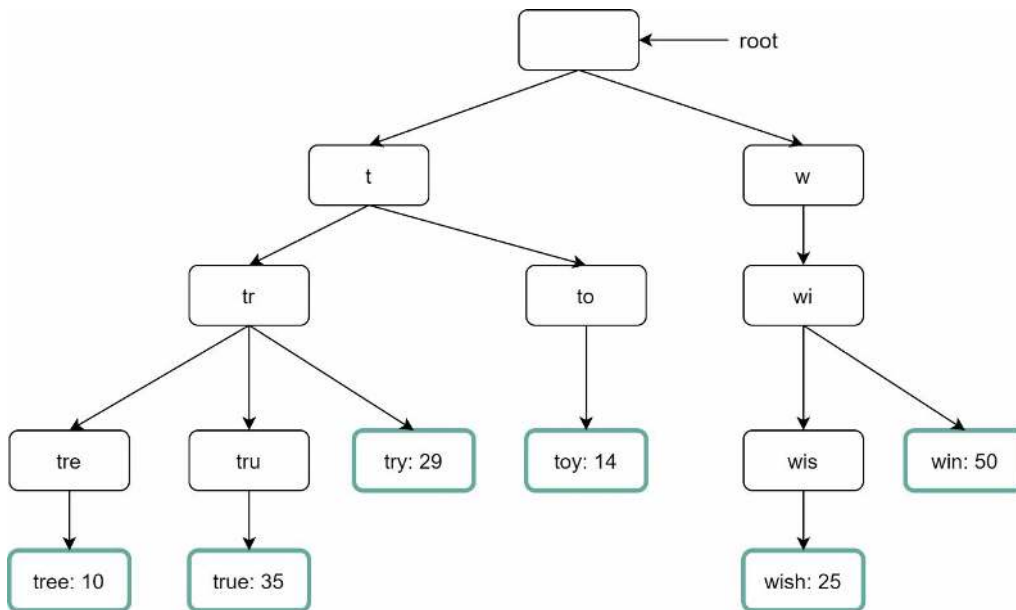 root
t
w
tr
to
wi
tre
tru
try: 29
toy: 14
wis
win: 50
tree: 10
true: 35
wish: 25